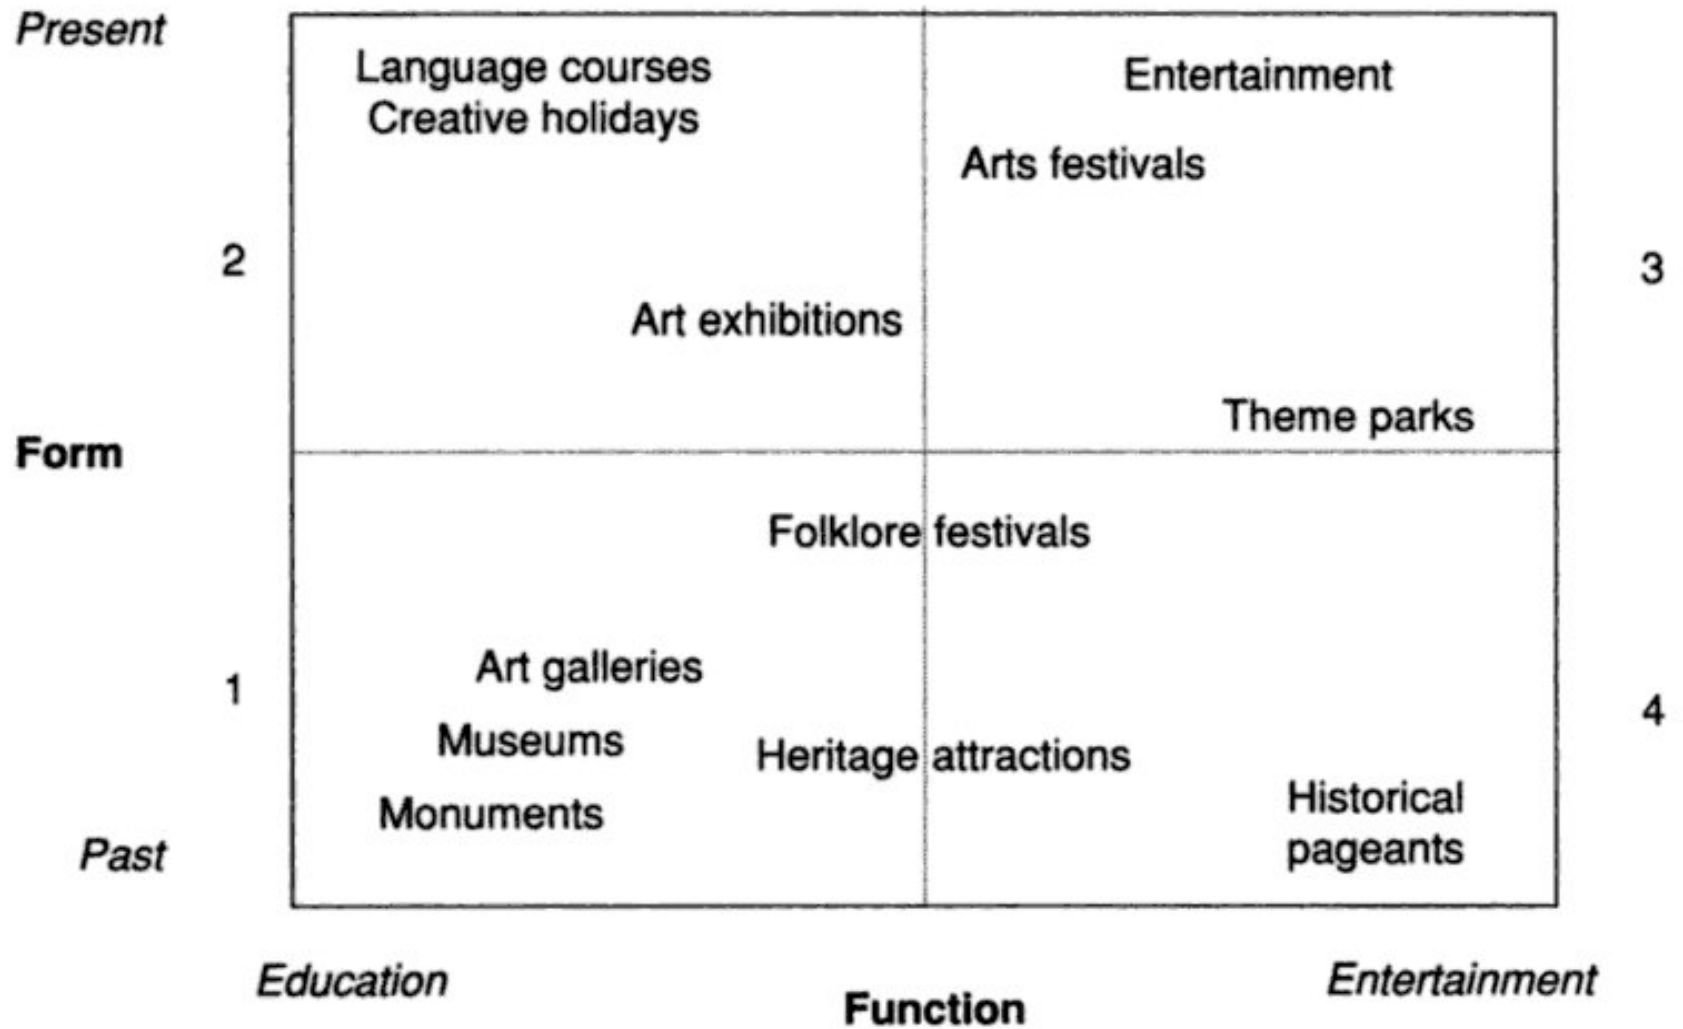 Present
Language courses
Creative holidays
Entertainment
Arts festivals
2
3
Art exhibitions
Theme parks
Form
Folklore festivals
Art galleries
1
4
Museums
Heritage attractions
Monuments
Historical
pageants
Past
Education
Entertainment
Function